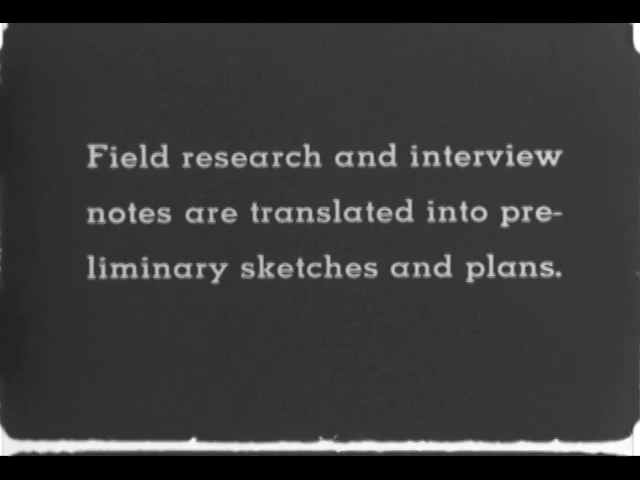 Field research and interview
notes are translated into pre-
liminary sketches and plans.